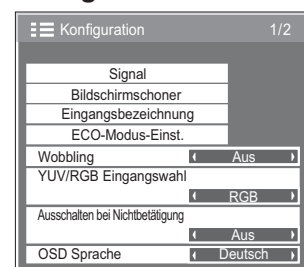 Konfiguration 1/2
Signal
Bildschirmschoner
Eingangsbezeichnung
ECO-Modus-Einst.
Wobbling Aus
YUV/RGB Eingangswahl
RGB
Ausschalten bei Nichtbetätigung
Aus
OSD Sprache Deutsch